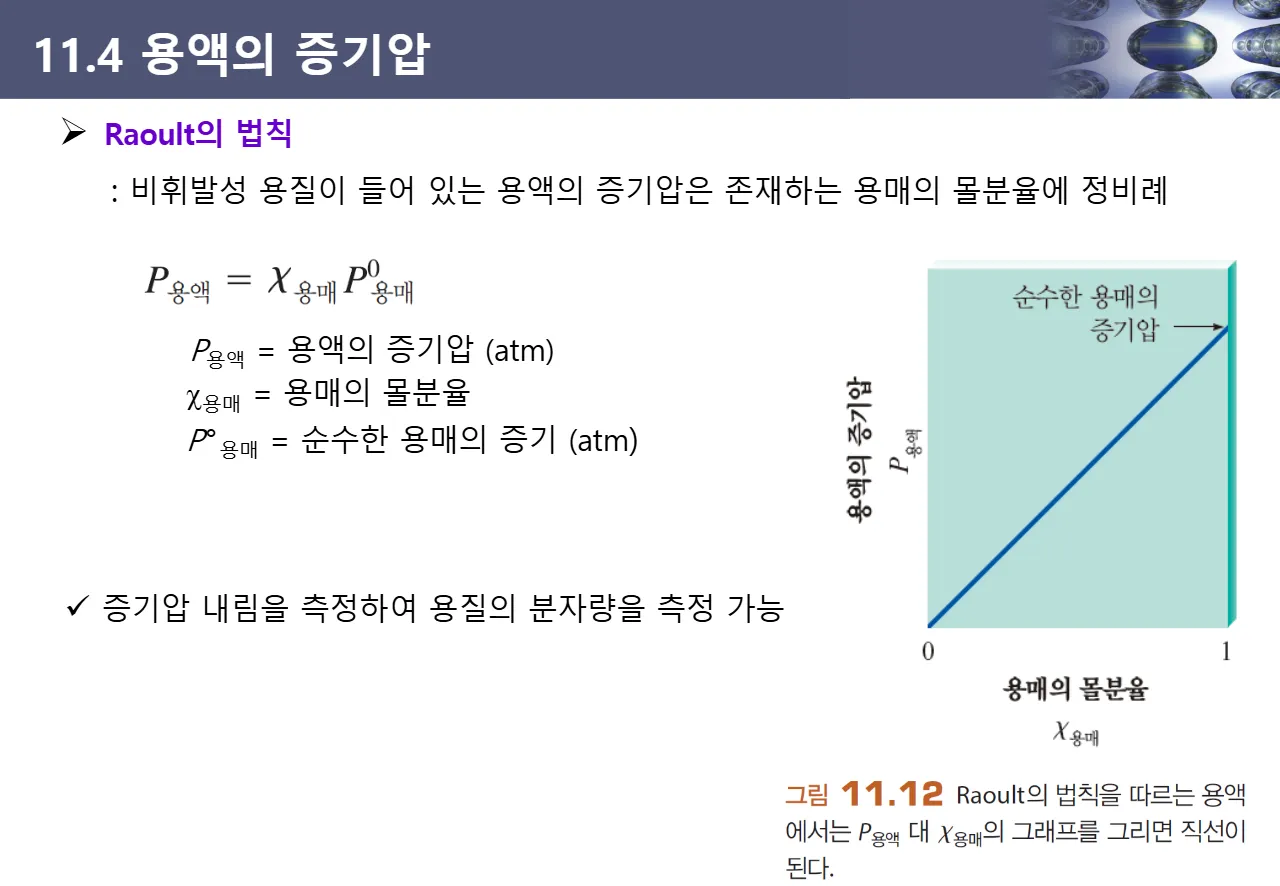 11.4 용액의 증기압
➢ Raoult의 법칙
: 비휘발성 용질이 들어 있는 용액의 증기압은 존재하는 용매의 몰분율에 정비례
P용액 = χ용매 P⁰용매
P용액 = 용액의 증기압 (atm)
χ용매 = 용매의 몰분율
P°용매 = 순수한 용매의 증기 (atm)
✓ 증기압 내림을 측정하여 용질의 분자량을 측정 가능
순수한 용매의
증기압
용액의 증기압
P용액
0 1
용매의 몰분율
χ용매
그림 11.12 Raoult의 법칙을 따르는 용액
에서는 P용액 대 χ용매의 그래프를 그리면 직선이
된다.